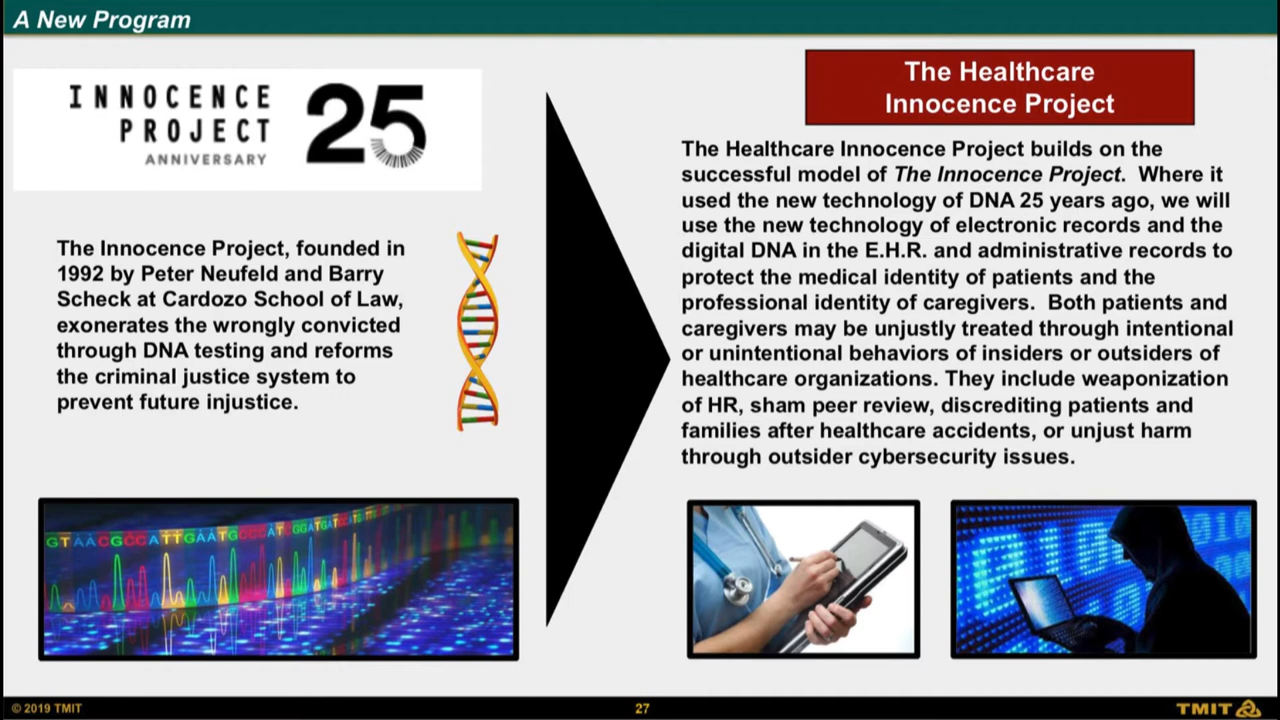 A New Program
INNOCENCE
PROJECT
ANNIVERSARY
25
The Innocence Project, founded in
1992 by Peter Neufeld and Barry
Scheck at Cardozo School of Law,
exonerates the wrongly convicted
through DNA testing and reforms
the criminal justice system to
prevent future injustice.
GTAACGCCATTGAATGCCCAT
The Healthcare
Innocence Project
The Healthcare Innocence Project builds on the
successful model of The Innocence Project. Where it
used the new technology of DNA 25 years ago, we will
use the new technology of electronic records and the
digital DNA in the E.H.R. and administrative records to
protect the medical identity of patients and the
professional identity of caregivers. Both patients and
caregivers may be unjustly treated through intentional
or unintentional behaviors of insiders or outsiders of
healthcare organizations. They include weaponization
of HR, sham peer review, discrediting patients and
families after healthcare accidents, or unjust harm
through outsider cybersecurity issues.
© 2019 TMIT
27
TMIT